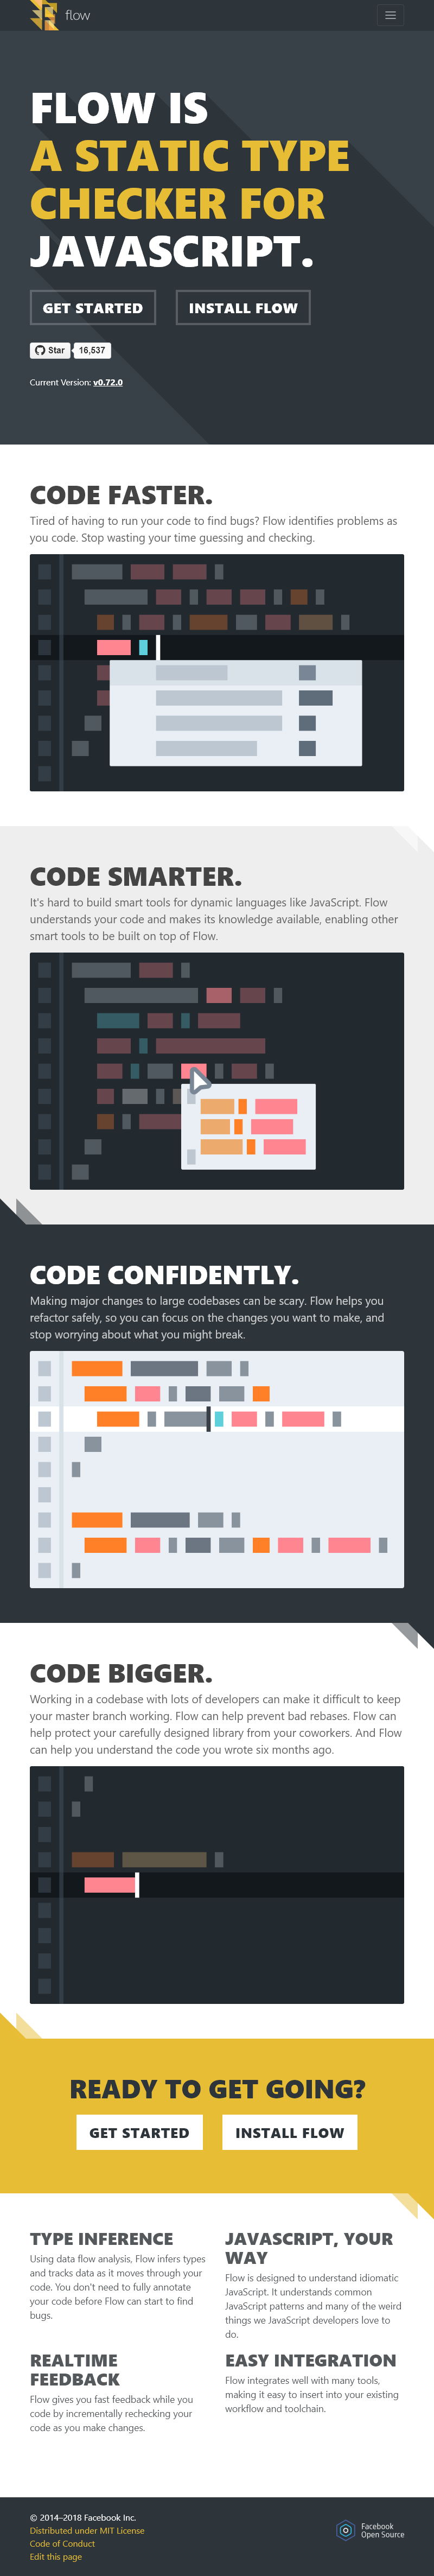 flow
FLOW IS
A STATIC TYPE
CHECKER FOR
JAVASCRIPT.
GET STARTED
INSTALL FLOW
Star
16,537
Current Version: v0.72.0
CODE FASTER.
Tired of having to run your code to find bugs? Flow identifies problems as
you code. Stop wasting your time guessing and checking.
CODE SMARTER.
It's hard to build smart tools for dynamic languages like JavaScript. Flow
understands your code and makes its knowledge available, enabling other
smart tools to be built on top of Flow.
CODE CONFIDENTLY.
Making major changes to large codebases can be scary. Flow helps you
refactor safely, so you can focus on the changes you want to make, and
stop worrying about what you might break.
CODE BIGGER.
Working in a codebase with lots of developers can make it difficult to keep
your master branch working. Flow can help prevent bad rebases. Flow can
help protect your carefully designed library from your coworkers. And Flow
can help you understand the code you wrote six months ago.
READY TO GET GOING?
GET STARTED
INSTALL FLOW
TYPE INFERENCE
Using data flow analysis, Flow infers types
and tracks data as it moves through your
code. You don't need to fully annotate
your code before Flow can start to find
bugs.
JAVASCRIPT, YOUR
WAY
Flow is designed to understand idiomatic
JavaScript. It understands common
JavaScript patterns and many of the weird
things we JavaScript developers love to
do.
REALTIME
FEEDBACK
Flow gives you fast feedback while you
code by incrementally rechecking your
code as you make changes.
EASY INTEGRATION
Flow integrates well with many tools,
making it easy to insert into your existing
workflow and toolchain.
© 2014–2018 Facebook Inc.
Distributed under MIT License
Code of Conduct
Edit this page
Facebook
Open Source